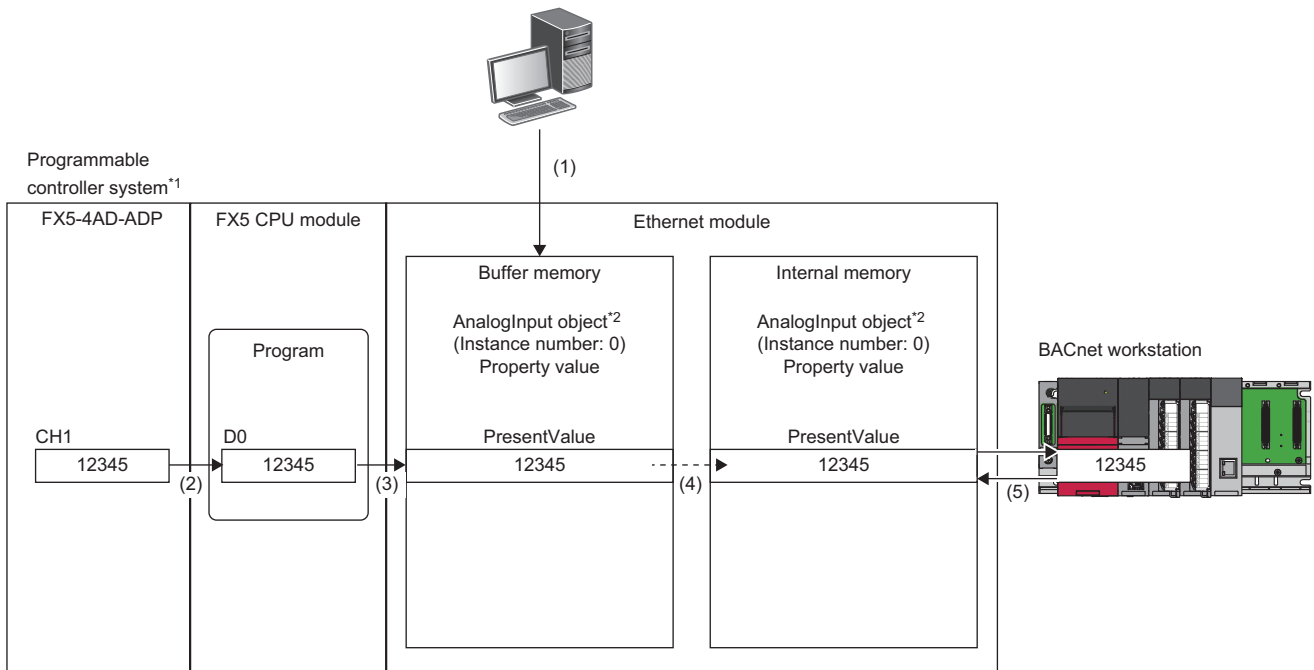 (1)
Programmable
controller system*1
FX5-4AD-ADP
FX5 CPU module
Ethernet module
Buffer memory
AnalogInput object*2
(Instance number: 0)
Property value
Internal memory
AnalogInput object*2
(Instance number: 0)
Property value
Program
BACnet workstation
CH1
12345
(2)
D0
12345
(3)
PresentValue
12345
(4)
PresentValue
12345
(5)
12345